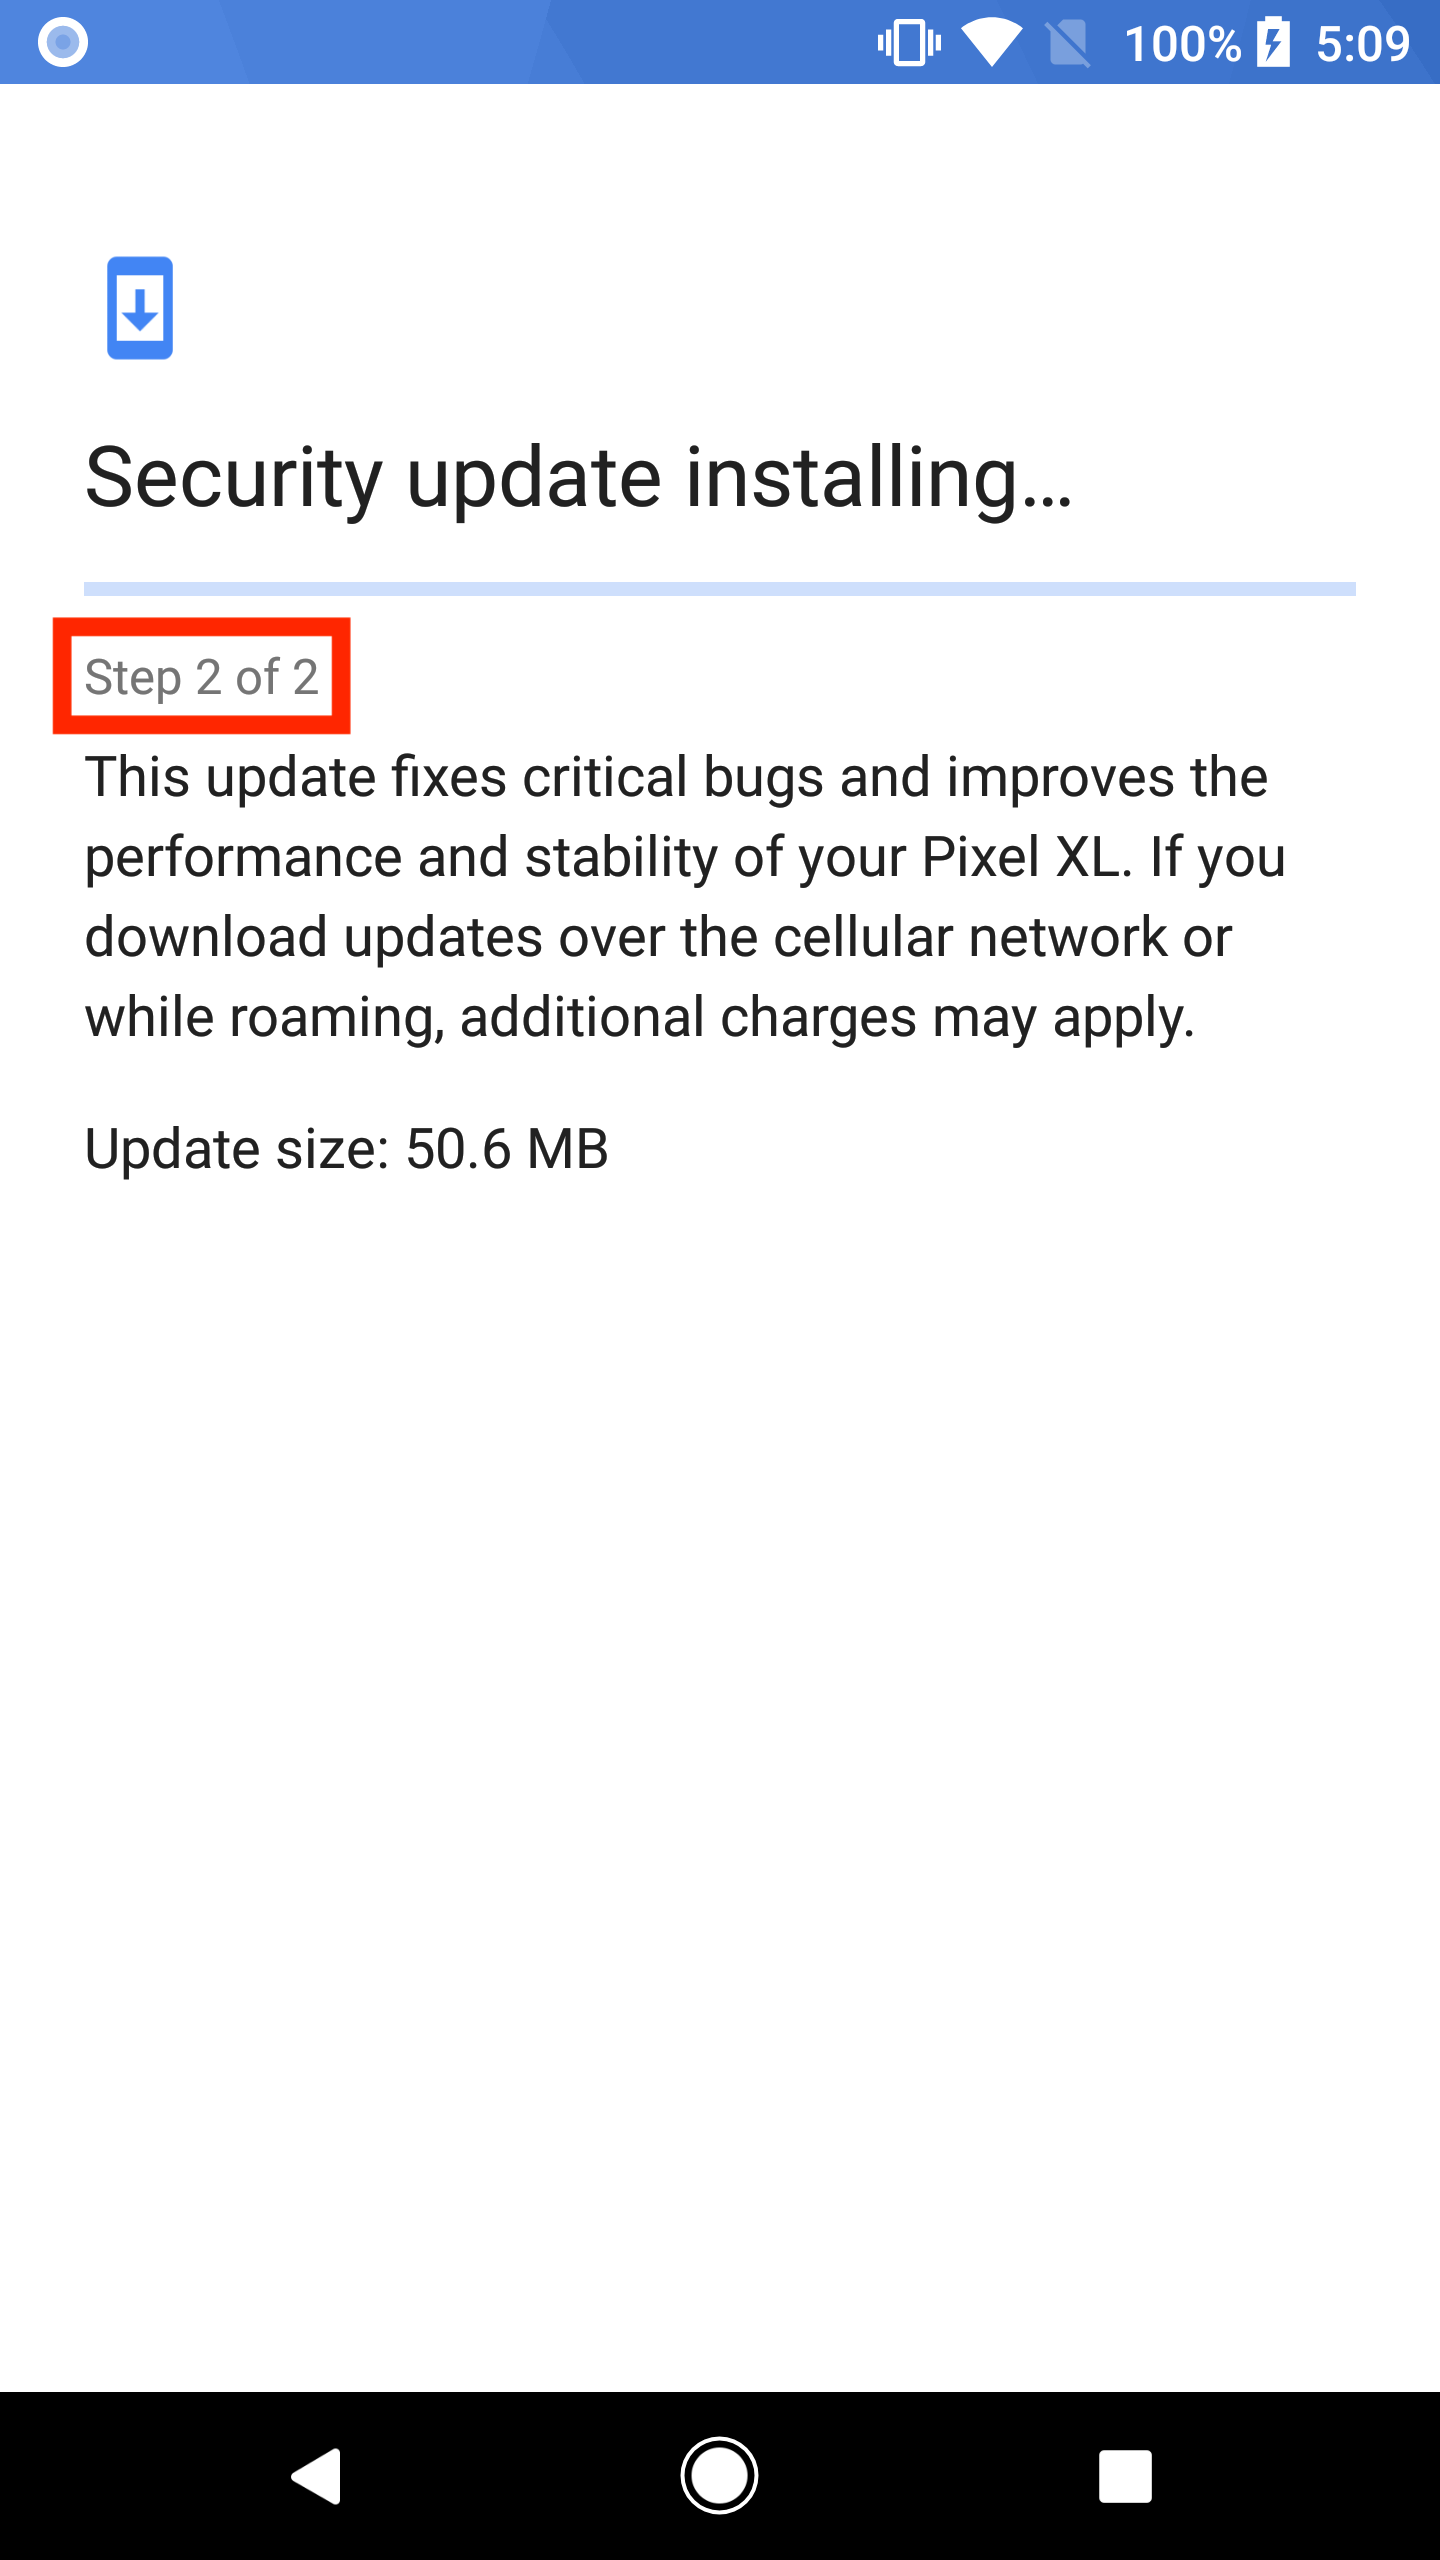 100% 5:09
Security update installing…
Step 2 of 2
This update fixes critical bugs and improves the
performance and stability of your Pixel XL. If you
download updates over the cellular network or
while roaming, additional charges may apply.
Update size: 50.6 MB